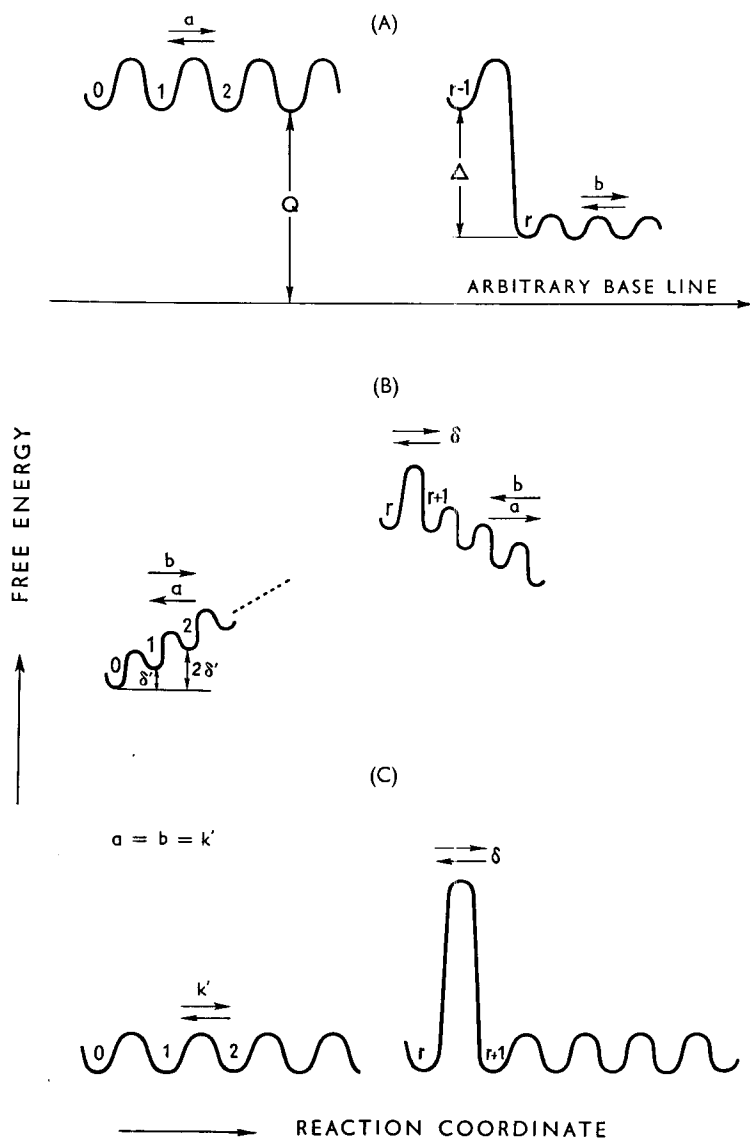 (A)
a
0 1 2
Q
r-1
Δ
r
b
ARBITRARY BASE LINE
(B)
δ
r r+1
b
a
b
a
0 1 2
δ' 2δ'
FREE ENERGY
(C)
a = b = k'
δ
k'
0 1 2
r r+1
REACTION COORDINATE